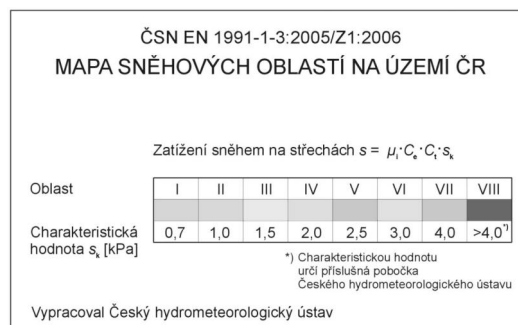 ČSN EN 1991-1-3:2005/Z1:2006
MAPA SNĚHOVÝCH OBLASTÍ NA ÚZEMÍ ČR
Zatížení sněhem na střechách s = μᵢ·Cₑ·Cₜ·sₖ
Oblast I II III IV V VI VII VIII
Charakteristická 0,7 1,0 1,5 2,0 2,5 3,0 4,0 >4,0*)
hodnota sₖ [kPa]
*) Charakteristickou hodnotu
určí příslušná pobočka
Českého hydrometeorologického ústavu
Vypracoval Český hydrometeorologický ústav